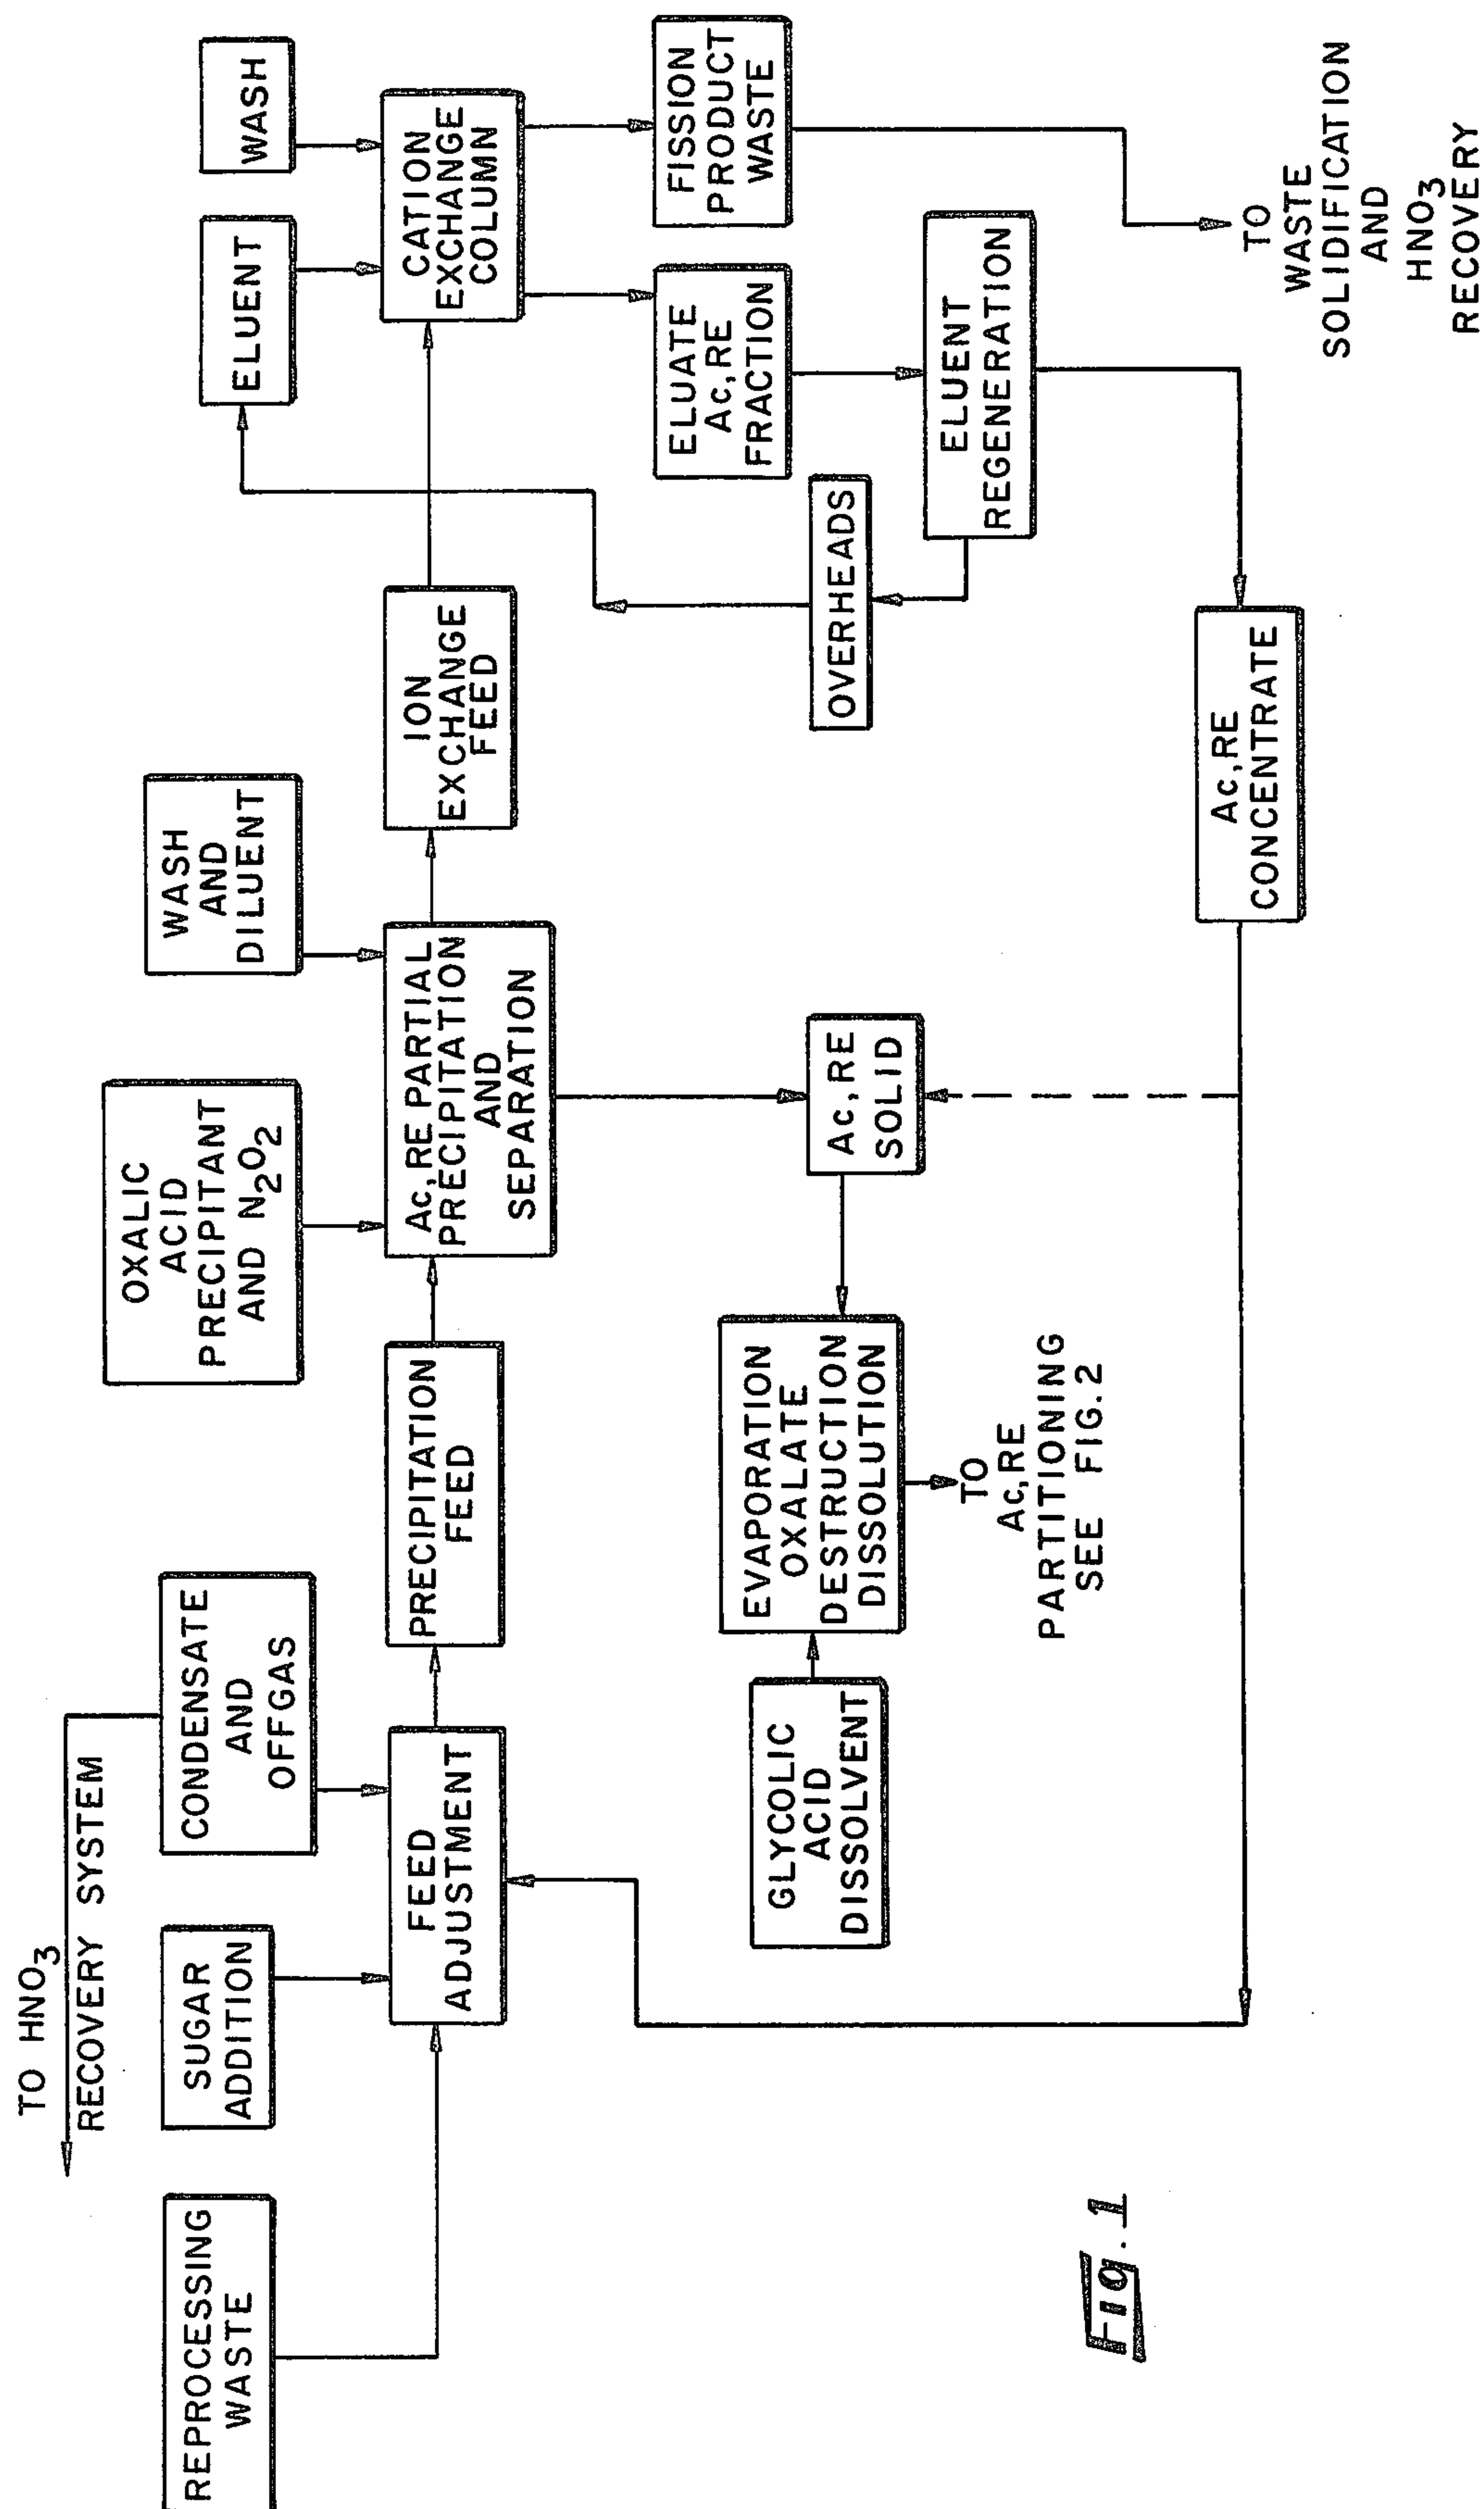 TO HNO3
RECOVERY SYSTEM
REPROCESSING
WASTE
SUGAR
ADDITION
CONDENSATE
AND
OFFGAS
OXALIC
ACID
PRECIPITANT
AND N2O2
WASH
AND
DILUENT
ELUENT
WASH
FEED
ADJUSTMENT
PRECIPITATION
FEED
Ac,RE PARTIAL
PRECIPITATION
AND
SEPARATION
ION
EXCHANGE
FEED
CATION
EXCHANGE
COLUMN
GLYCOLIC
ACID
DISSOLVENT
EVAPORATION
OXALATE
DESTRUCTION
DISSOLUTION
Ac,RE
SOLID
OVERHEADS
ELUATE
Ac,RE
FRACTION
FISSION
PRODUCT
WASTE
ELUENT
REGENERATION
TO
Ac,RE
PARTITIONING
SEE FIG.2
Ac,RE
CONCENTRATE
TO
WASTE
SOLIDIFICATION
AND
HNO3
RECOVERY
Fig. 1